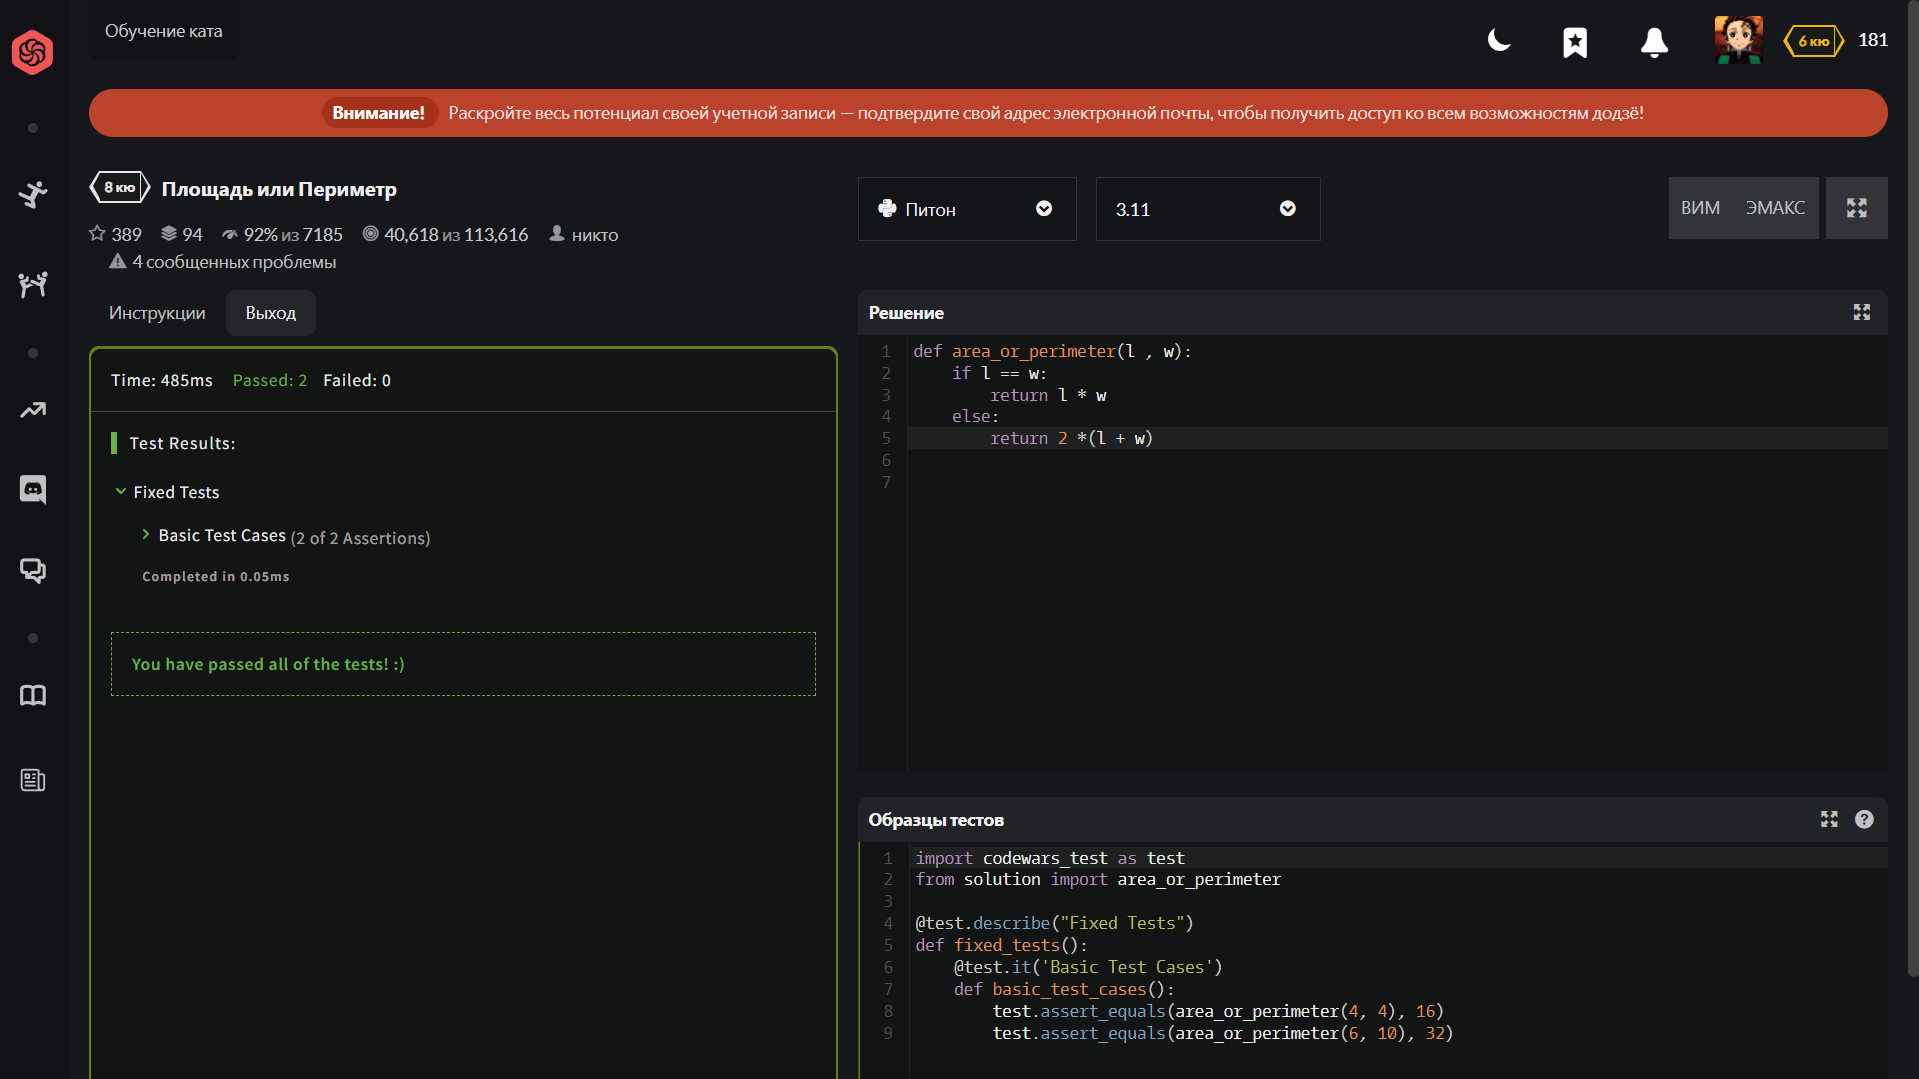 Обучение ката
6 кю 181
Внимание! Раскройте весь потенциал своей учетной записи — подтвердите свой адрес электронной почты, чтобы получить доступ ко всем возможностям додзё!
8 кю Площадь или Периметр
389 94 92% из 7185 40,618 из 113,616 никто
4 сообщенных проблемы
Питон
3.11
ВИМ ЭМАКС
Инструкции Выход
Time: 485ms Passed: 2 Failed: 0
Test Results:
Fixed Tests
Basic Test Cases (2 of 2 Assertions)
Completed in 0.05ms
You have passed all of the tests! :)
Решение
1 def area_or_perimeter(l , w):
2     if l == w:
3         return l * w
4     else:
5         return 2 *(l + w)
6
7
Образцы тестов
1 import codewars_test as test
2 from solution import area_or_perimeter
3
4 @test.describe("Fixed Tests")
5 def fixed_tests():
6     @test.it('Basic Test Cases')
7     def basic_test_cases():
8         test.assert_equals(area_or_perimeter(4, 4), 16)
9         test.assert_equals(area_or_perimeter(6, 10), 32)